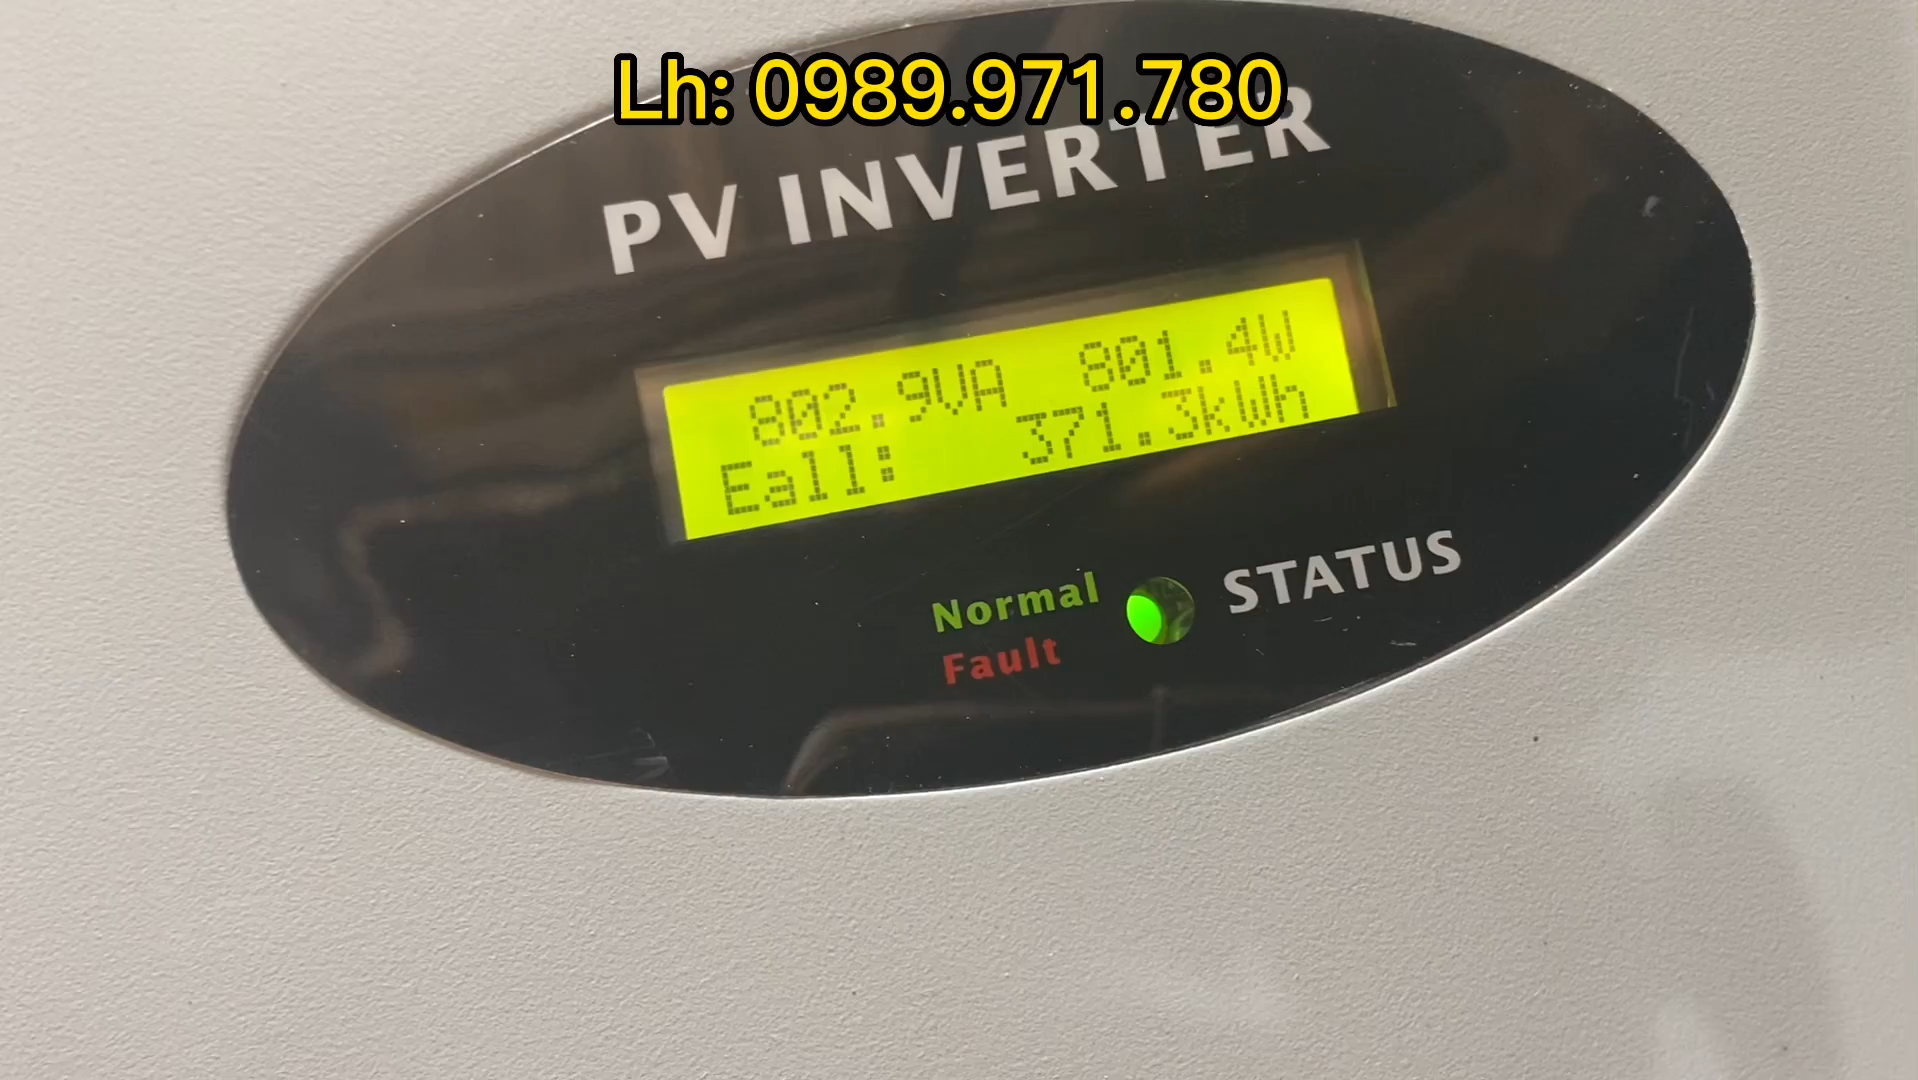 Lh: 0989.971.780
PV INVERTER
802.9VA 801.4W
Eall: 371.3kWh
Normal
Fault
STATUS